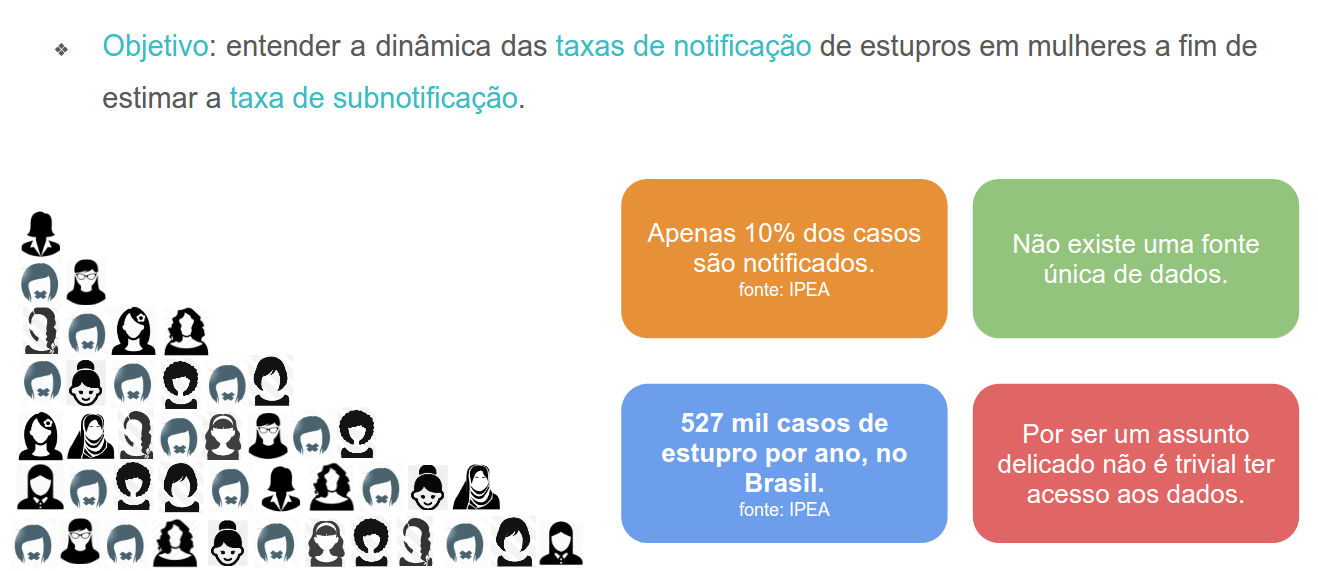 ❖ Objetivo: entender a dinâmica das taxas de notificação de estupros em mulheres a fim de
estimar a taxa de subnotificação.
Apenas 10% dos casos
são notificados.
fonte: IPEA
Não existe uma fonte
única de dados.
527 mil casos de
estupro por ano, no
Brasil.
fonte: IPEA
Por ser um assunto
delicado não é trivial ter
acesso aos dados.